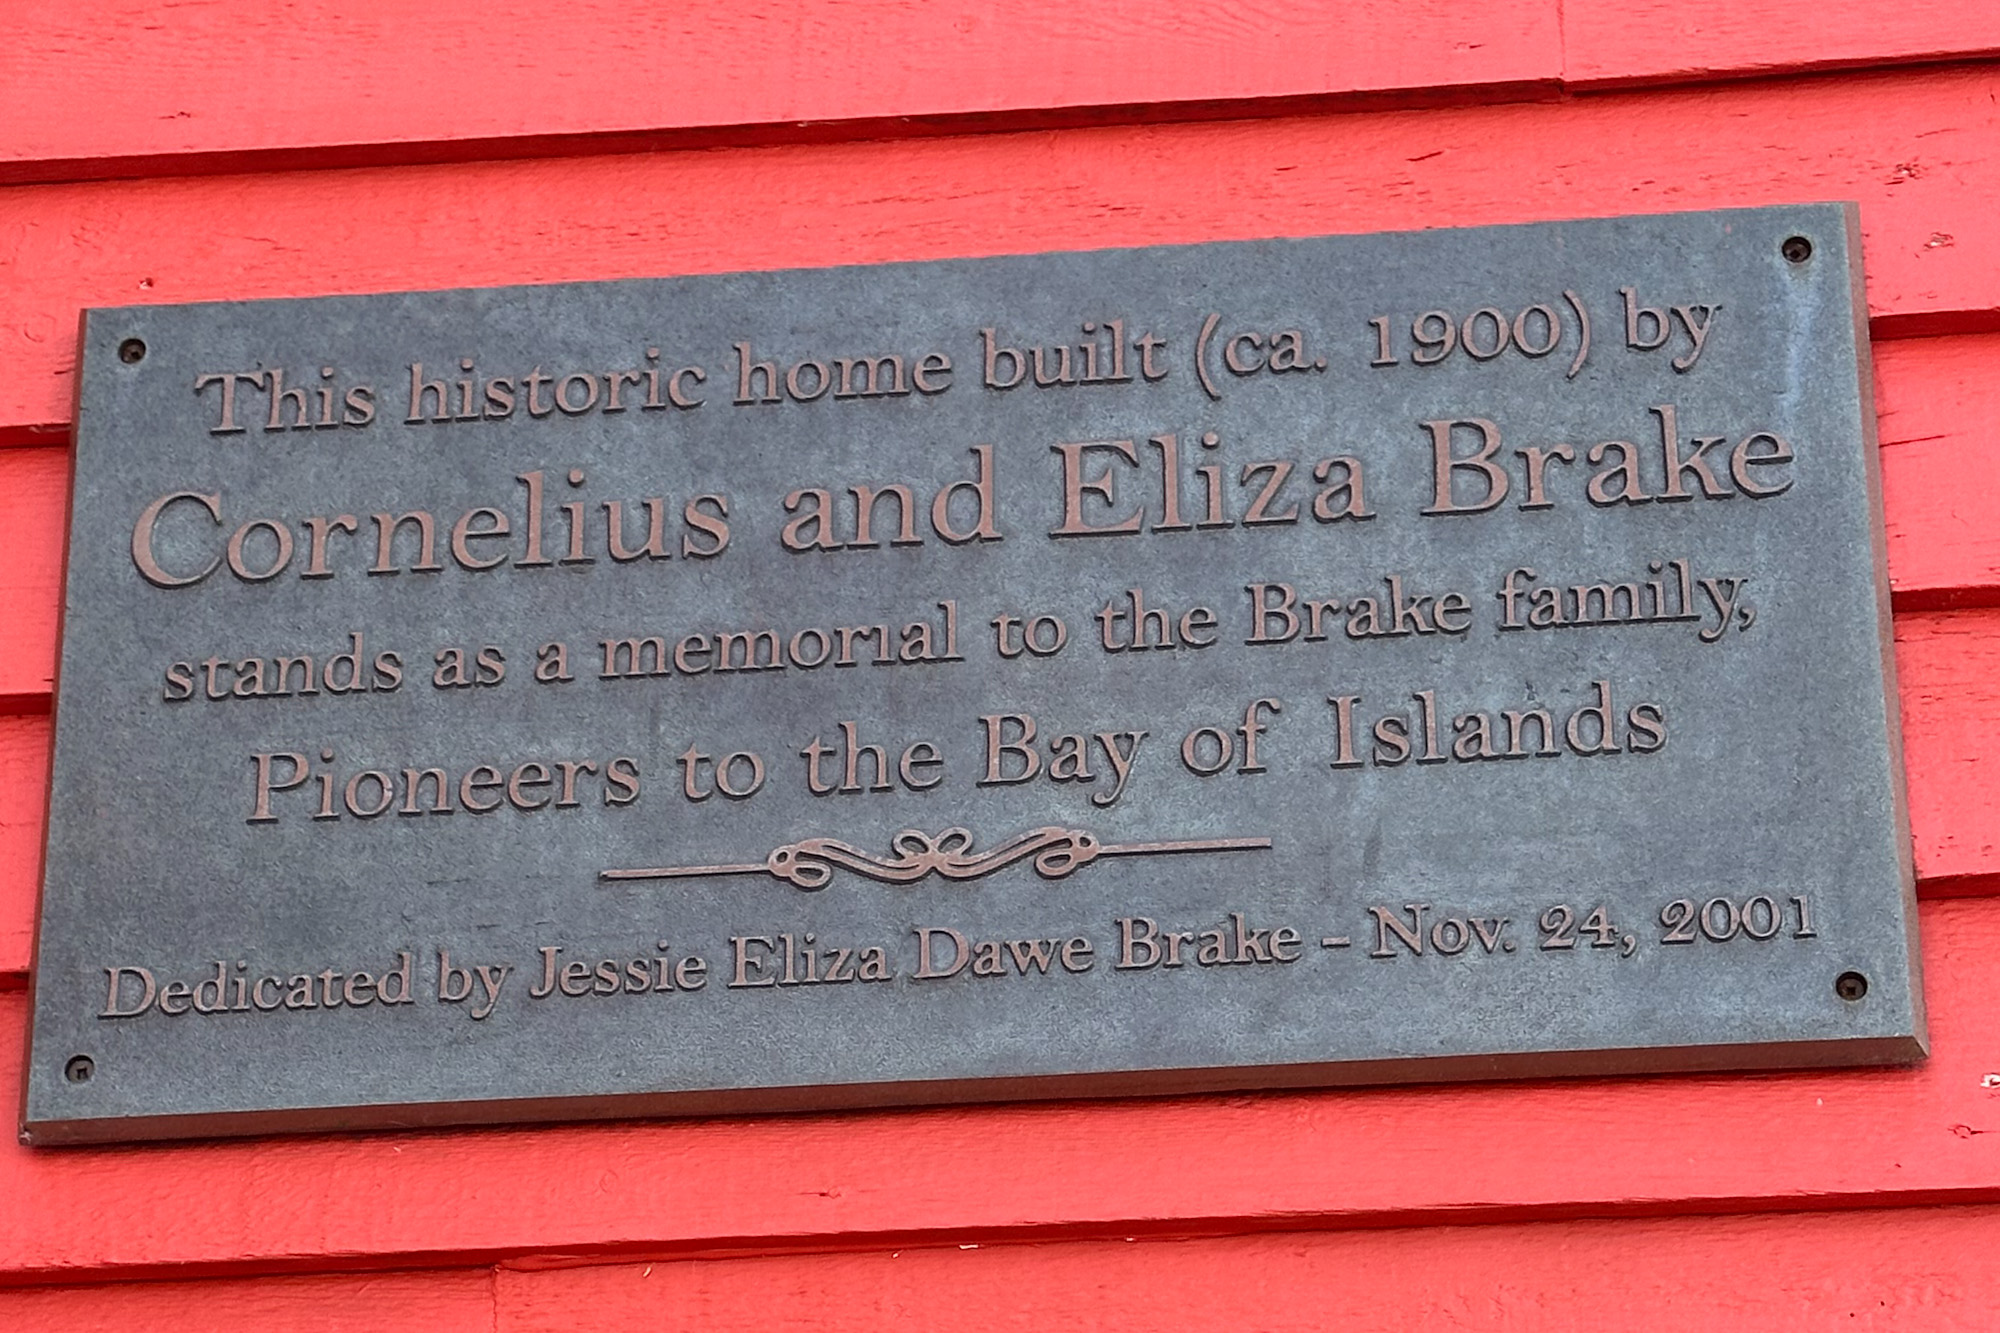 This historic home built (ca. 1900) by
Cornelius and Eliza Brake
stands as a memorial to the Brake family,
Pioneers to the Bay of Islands
Dedicated by Jessie Eliza Dawe Brake – Nov. 24, 2001